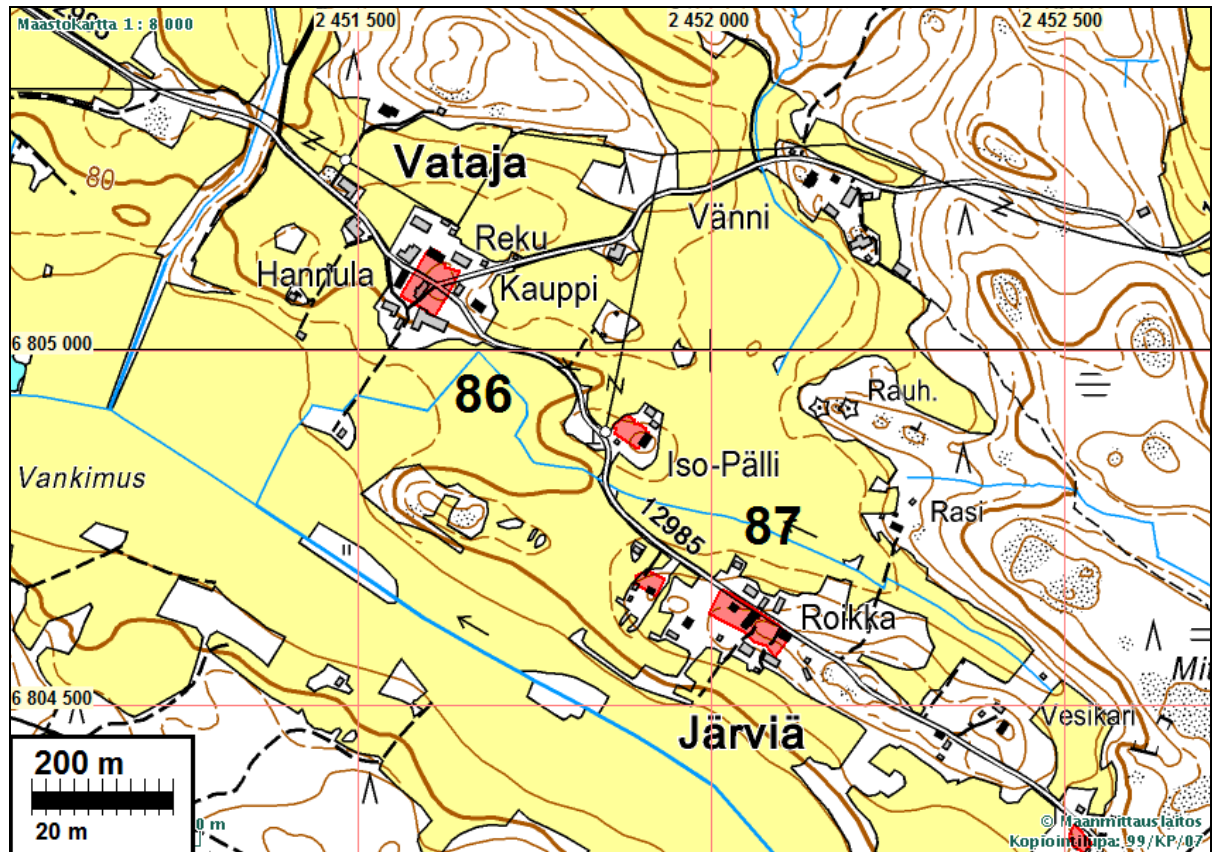 Maastokartta 1 : 8 000
2 451 500
2 452 000
2 452 500
80
Vataja
Reku
Vänni
Hannula
Kauppi
6 805 000
86
Rauh.
Iso-Pälli
Vankimus
12985
87
Rasi
Roikka
6 804 500
Järviä
Vesikari
200 m
20 m
0 m
© Maanmittauslaitos
Kopiointilupa: 99/KP/07